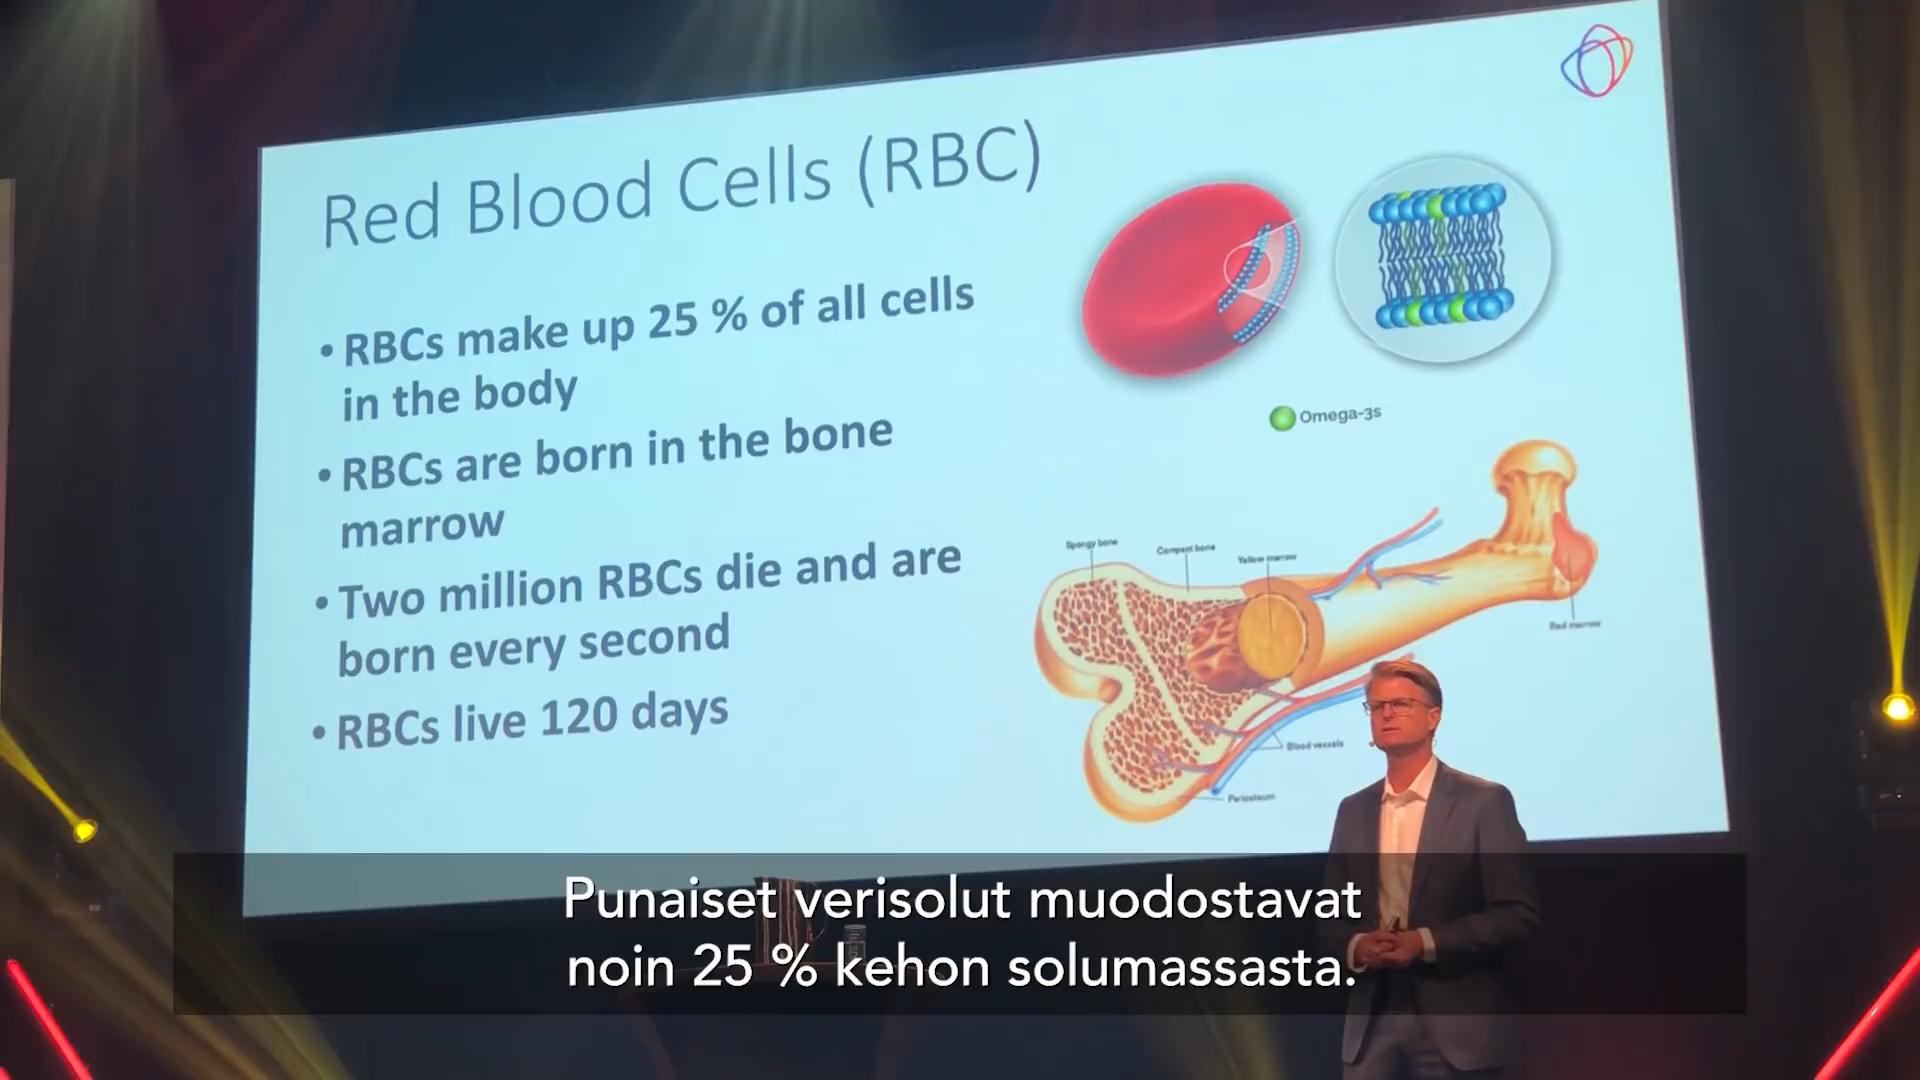 Red Blood Cells (RBC)
• RBCs make up 25 % of all cells
in the body
• RBCs are born in the bone
marrow
• Two million RBCs die and are
born every second
• RBCs live 120 days
Omega-3s
Spongy bone
Compact bone
Yellow marrow
Red marrow
Blood vessels
Periosteum
Punaiset verisolut muodostavat
noin 25 % kehon solumassasta.